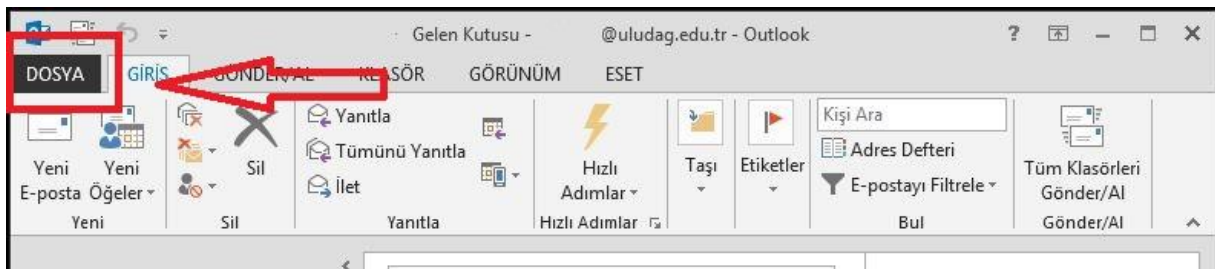 Gelen Kutusu - @uludag.edu.tr - Outlook ?
DOSYA GİRİŞ GÖNDER/AL KLASÖR GÖRÜNÜM ESET
Yeni E-posta
Yeni Öğeler
Sil
Yanıtla
Tümünü Yanıtla
İlet
Hızlı Adımlar
Taşı
Etiketler
Kişi Ara
Adres Defteri
E-postayı Filtrele
Tüm Klasörleri
Gönder/Al
Yeni Sil Yanıtla Hızlı Adımlar Bul Gönder/Al